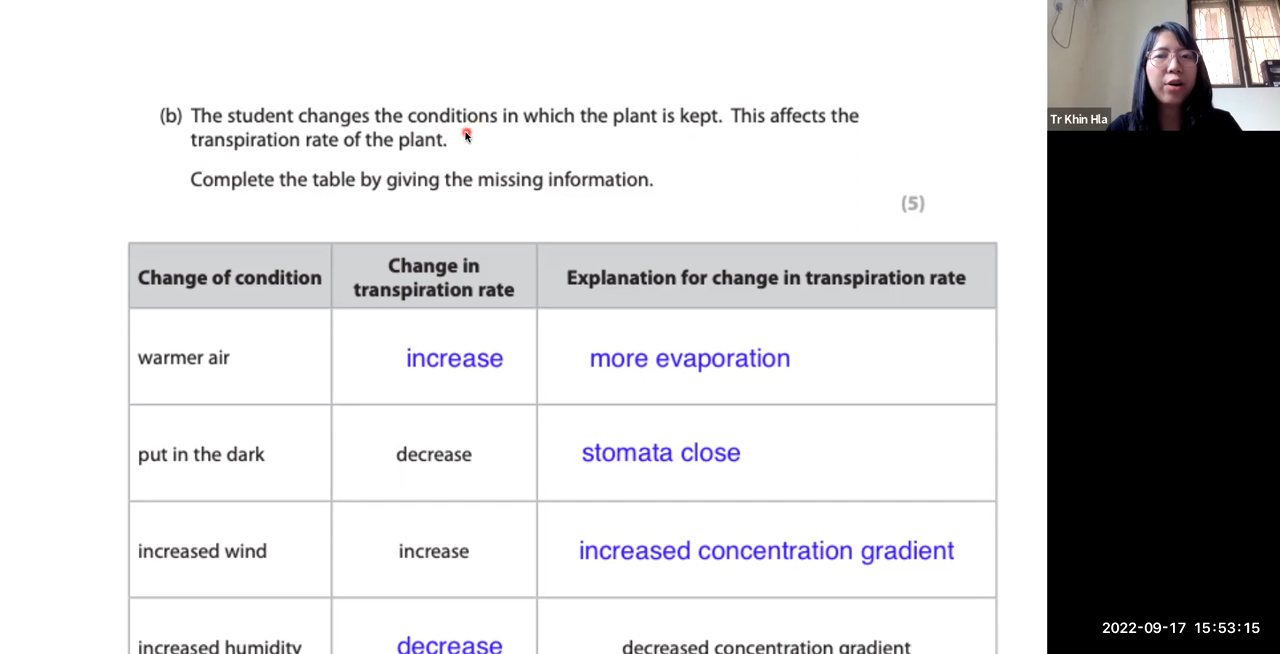 (b) The student changes the conditions in which the plant is kept. This affects the
transpiration rate of the plant.
Complete the table by giving the missing information.
(5)
Change of condition
Change in
transpiration rate
Explanation for change in transpiration rate
warmer air
increase
more evaporation
put in the dark
decrease
stomata close
increased wind
increase
increased concentration gradient
increased humidity
decrease
decreased concentration gradient
Tr Khin Hla
2022-09-17 15:53:15